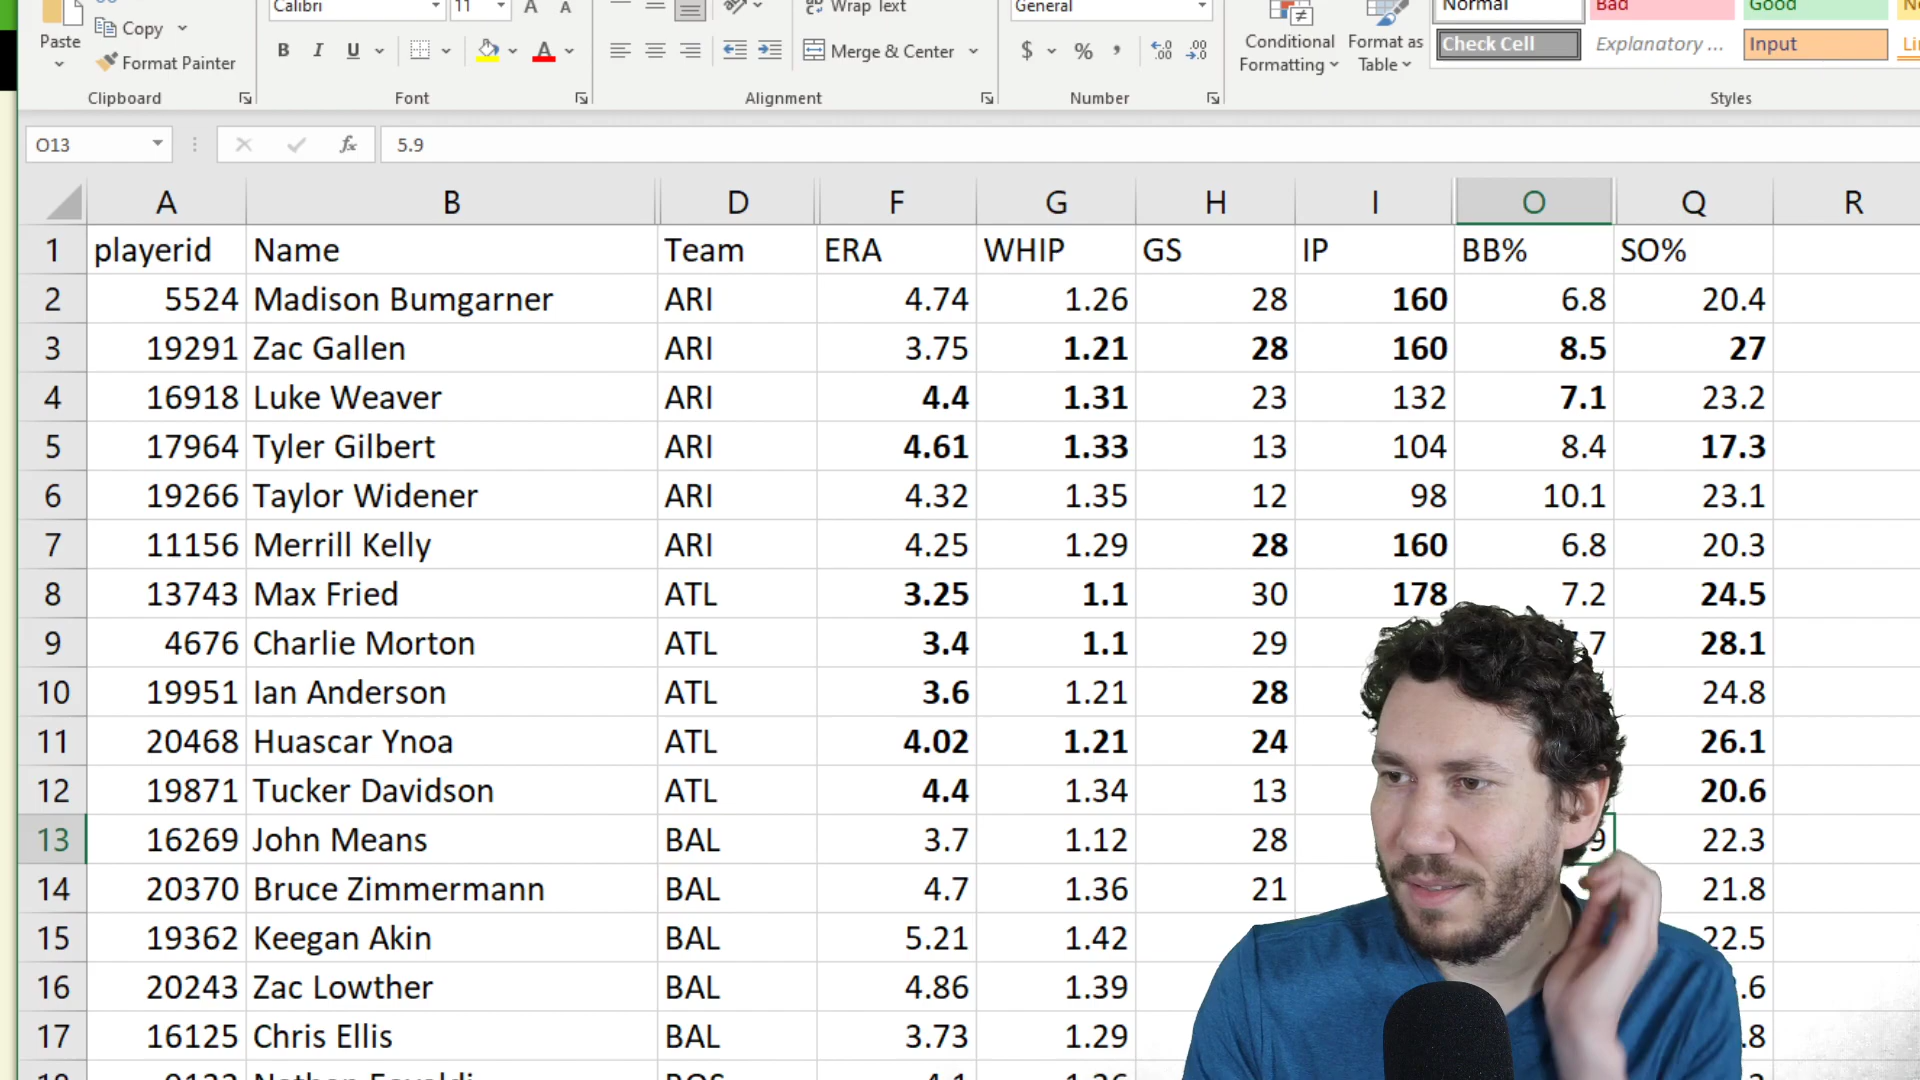 Calibri 11 General Normal Bad Good
Paste Copy Wrap Text
Conditional Formatting Format as Table Check Cell Explanatory ... Input
Format Painter B I U A Merge & Center $ % ,
Clipboard Font Alignment Number Styles
O13 fx 5.9
A B D F G H I O Q R
1 playerid Name Team ERA WHIP GS IP BB% SO%
2 5524 Madison Bumgarner ARI 4.74 1.26 28 160 6.8 20.4
3 19291 Zac Gallen ARI 3.75 1.21 28 160 8.5 27
4 16918 Luke Weaver ARI 4.4 1.31 23 132 7.1 23.2
5 17964 Tyler Gilbert ARI 4.61 1.33 13 104 8.4 17.3
6 19266 Taylor Widener ARI 4.32 1.35 12 98 10.1 23.1
7 11156 Merrill Kelly ARI 4.25 1.29 28 160 6.8 20.3
8 13743 Max Fried ATL 3.25 1.1 30 178 7.2 24.5
9 4676 Charlie Morton ATL 3.4 1.1 29 28.1
10 19951 Ian Anderson ATL 3.6 1.21 28 24.8
11 20468 Huascar Ynoa ATL 4.02 1.21 24 26.1
12 19871 Tucker Davidson ATL 4.4 1.34 13 20.6
13 16269 John Means BAL 3.7 1.12 28 22.3
14 20370 Bruce Zimmermann BAL 4.7 1.36 21 21.8
15 19362 Keegan Akin BAL 5.21 1.42 22.5
16 20243 Zac Lowther BAL 4.86 1.39
17 16125 Chris Ellis BAL 3.73 1.29